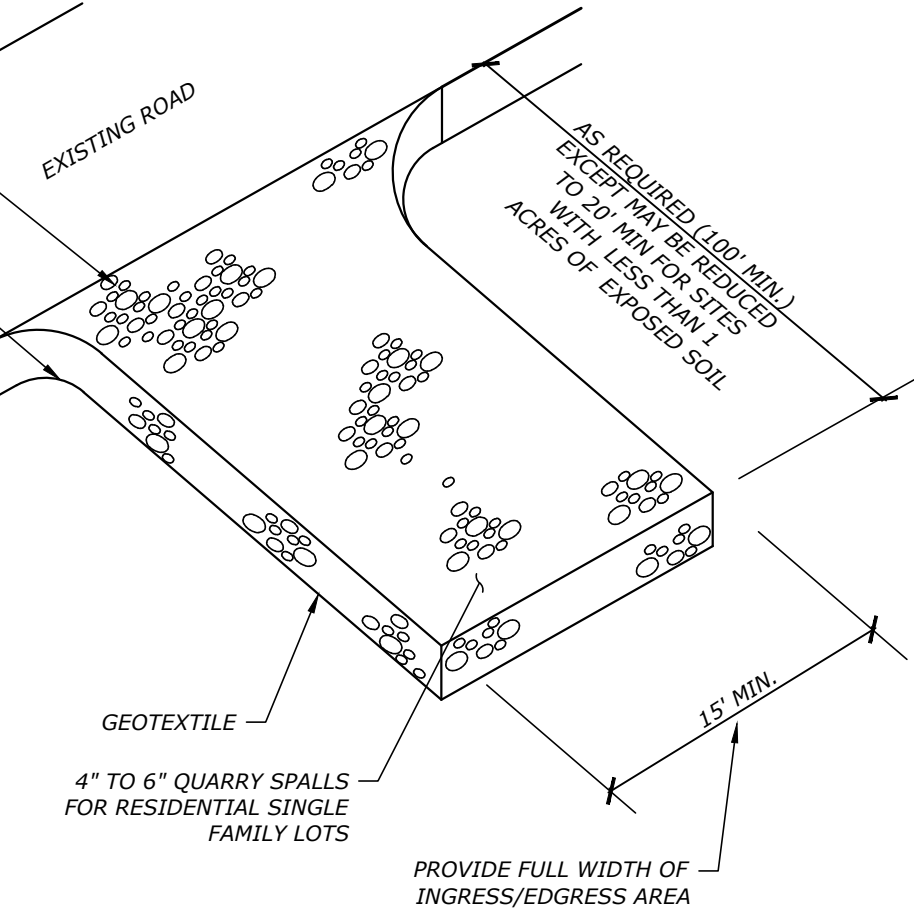 EXISTING ROAD
AS REQUIRED (100' MIN.)
EXCEPT MAY BE REDUCED
TO 20' MIN FOR SITES
WITH LESS THAN 1
ACRES OF EXPOSED SOIL
15' MIN.
GEOTEXTILE
4" TO 6" QUARRY SPALLS
FOR RESIDENTIAL SINGLE
FAMILY LOTS
PROVIDE FULL WIDTH OF
INGRESS/EDGRESS AREA